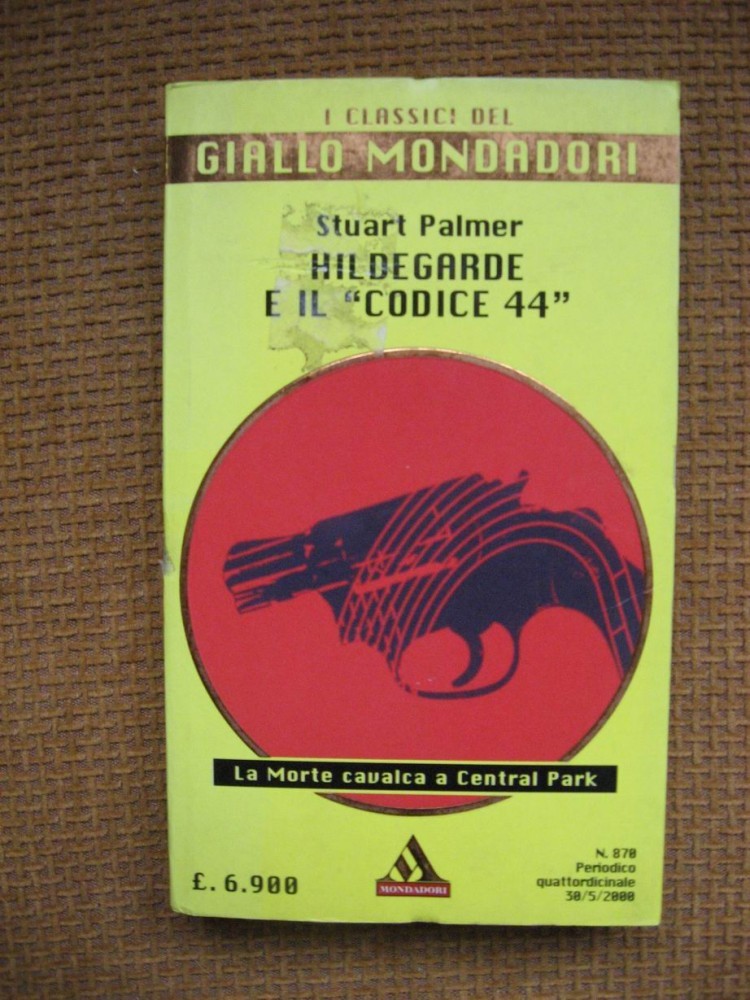 I CLASSICI DEL
GIALLO MONDADORI
Stuart Palmer
HILDEGARDE
E IL “CODICE 44”
La Morte cavalca a Central Park
£. 6.900
MONDADORI
N. 870
Periodico
quattordicinale
30/5/2000